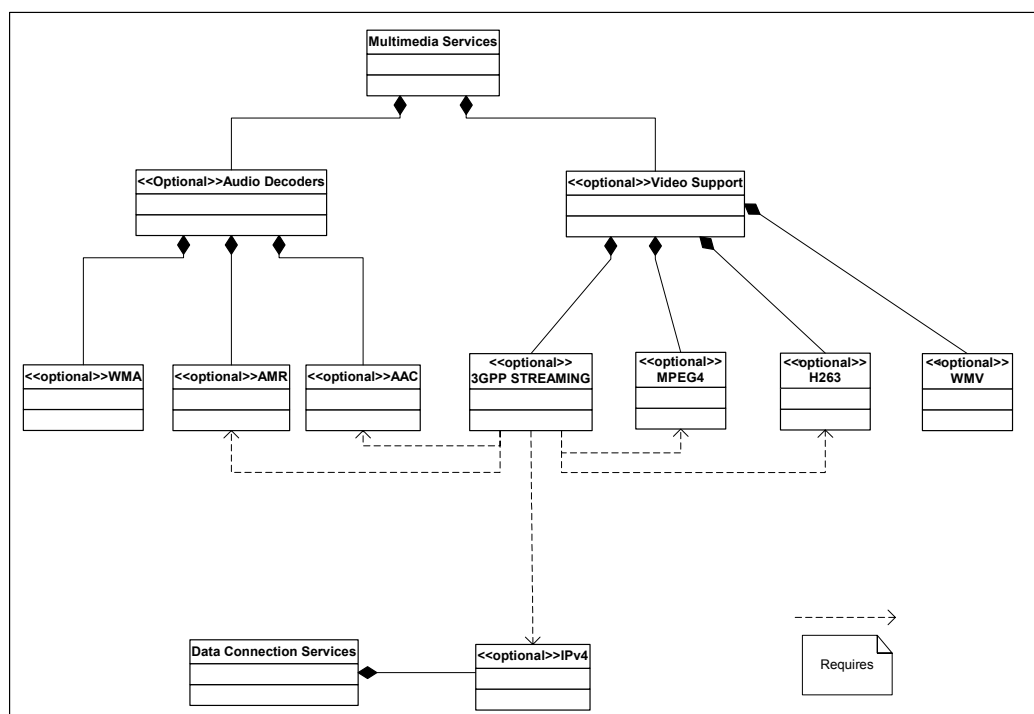 Multimedia Services
<<Optional>>Audio Decoders
<<optional>>Video Support
<<optional>>WMA
<<optional>>AMR
<<optional>>AAC
<<optional>>
3GPP STREAMING
<<optional>>
MPEG4
<<optional>>
H263
<<optional>>
WMV
Data Connection Services
<<optional>>IPv4
Requires